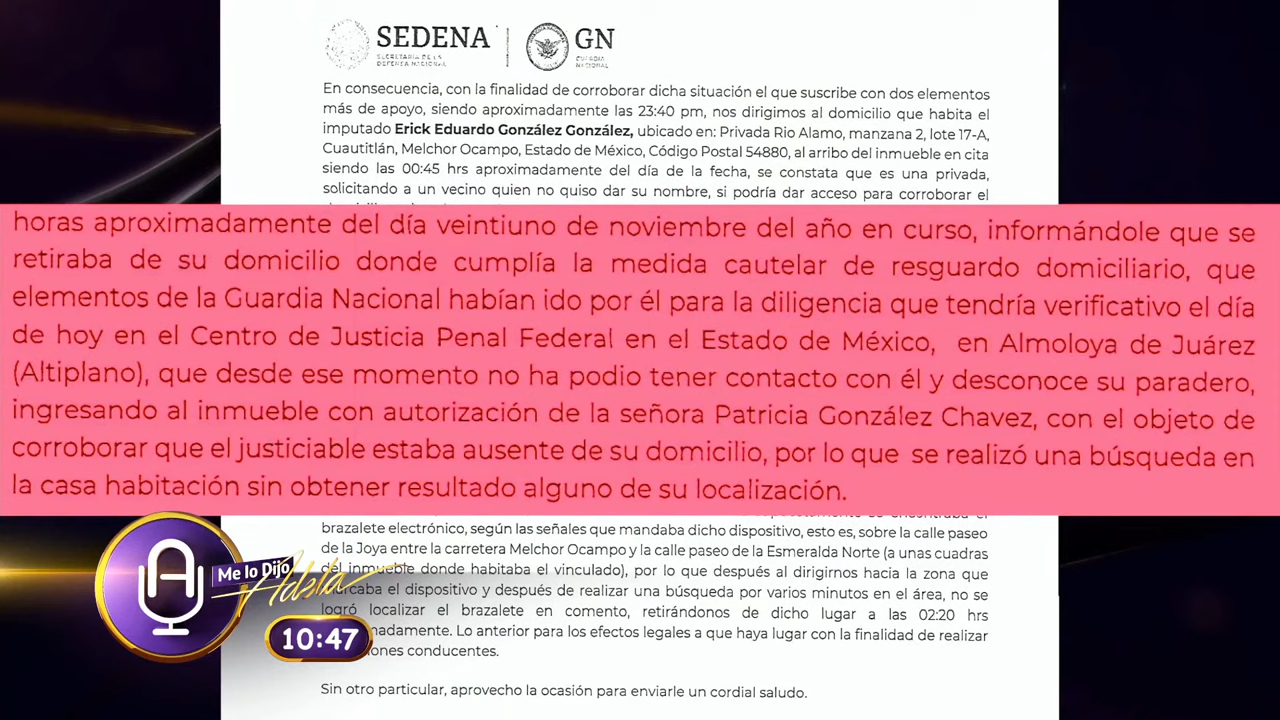 SEDENA
SECRETARÍA DE LA
DEFENSA NACIONAL
GN
GUARDIA
NACIONAL
En consecuencia, con la finalidad de corroborar dicha situación el que suscribe con dos elementos
más de apoyo, siendo aproximadamente las 23:40 pm, nos dirigimos al domicilio que habita el
imputado Erick Eduardo González González, ubicado en: Privada Rio Alamo, manzana 2, lote 17-A,
Cuautitlán, Melchor Ocampo, Estado de México, Código Postal 54880, al arribo del inmueble en cita
siendo las 00:45 hrs aproximadamente del día de la fecha, se constata que es una privada,
solicitando a un vecino quien no quiso dar su nombre, si podría dar acceso para corroborar el
horas aproximadamente del día veintiuno de noviembre del año en curso, informándole que se
retiraba de su domicilio donde cumplía la medida cautelar de resguardo domiciliario, que
elementos de la Guardia Nacional habían ido por él para la diligencia que tendría verificativo el día
de hoy en el Centro de Justicia Penal Federal en el Estado de México, en Almoloya de Juárez
(Altiplano), que desde ese momento no ha podio tener contacto con él y desconoce su paradero,
ingresando al inmueble con autorización de la señora Patricia González Chavez, con el objeto de
corroborar que el justiciable estaba ausente de su domicilio, por lo que se realizó una búsqueda en
la casa habitación sin obtener resultado alguno de su localización.
brazalete electrónico, según las señales que mandaba dicho dispositivo, esto es, sobre la calle paseo
de la Joya entre la carretera Melchor Ocampo y la calle paseo de la Esmeralda Norte (a unas cuadras
del inmueble donde habitaba el vinculado), por lo que después al dirigirnos hacia la zona que
marcaba el dispositivo y después de realizar una búsqueda por varios minutos en el área, no se
logró localizar el brazalete en comento, retirándonos de dicho lugar a las 02:20 hrs
madamente. Lo anterior para los efectos legales a que haya lugar con la finalidad de realizar
ones conducentes.
Sin otro particular, aprovecho la ocasión para enviarle un cordial saludo.
Me lo Dijo
Adela
10:47